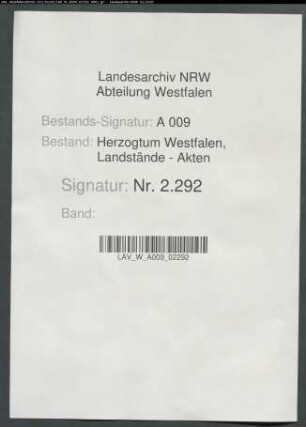 Landesarchiv NRW
Abteilung Westfalen
Bestands-Signatur: A 009
Bestand: Herzogtum Westfalen,
Landstände - Akten
Signatur: Nr. 2.292
Band:
LAV_W_A009_02292